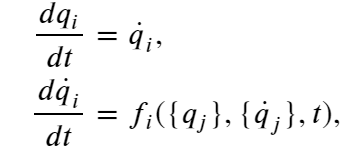 dq_i/dt = q̇_i,
dq̇_i/dt = f_i({q_j}, {q̇_j}, t),